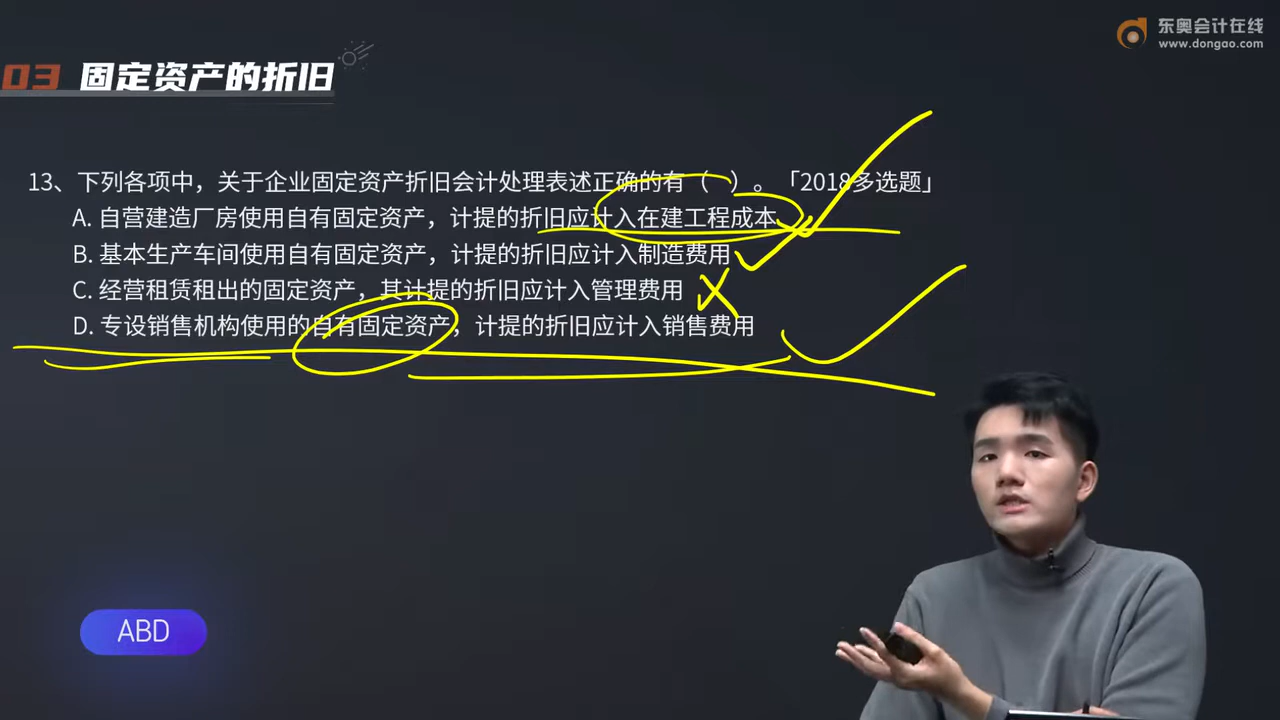 东奥会计在线
www.dongao.com
03 固定资产的折旧
13、下列各项中，关于企业固定资产折旧会计处理表述正确的有（ ）。「2018多选题」
A. 自营建造厂房使用自有固定资产，计提的折旧应计入在建工程成本
B. 基本生产车间使用自有固定资产，计提的折旧应计入制造费用
C. 经营租赁租出的固定资产，其计提的折旧应计入管理费用
D. 专设销售机构使用的自有固定资产，计提的折旧应计入销售费用
ABD